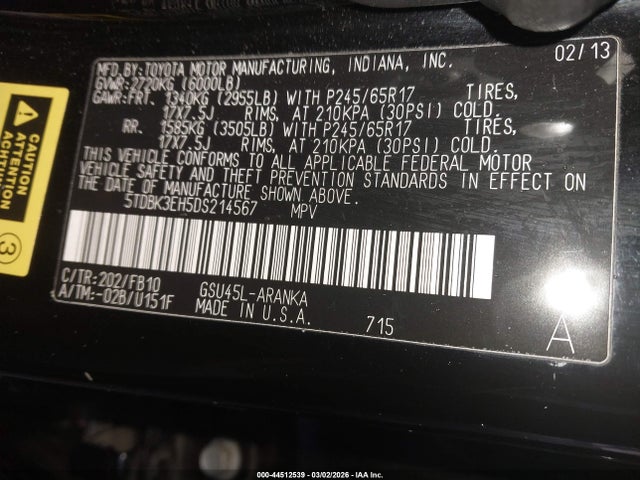 MFD.BY:TOYOTA MOTOR MANUFACTURING, INDIANA, INC. 02/13
GVWR:2720KG (6000LB)
GAWR:FRT. 1340KG (2955LB) WITH P245/65R17 TIRES,
17X7.5J RIMS, AT 210KPA (30PSI) COLD.
RR. 1585KG (3505LB) WITH P245/65R17 TIRES,
17X7.5J RIMS, AT 210KPA (30PSI) COLD.
THIS VEHICLE CONFORMS TO ALL APPLICABLE FEDERAL MOTOR
VEHICLE SAFETY AND THEFT PREVENTION STANDARDS IN EFFECT ON
THE DATE OF MANUFACTURE SHOWN ABOVE.
5TDBK3EH5DS214567 MPV
C/TR:202/FB10 GSU45L-ARANKA
A/TM:-02B/U151F MADE IN U.S.A. 715 A
CAUTION
ATTENTION
3
000-44512539 - 03/02/2026 - IAA Inc.